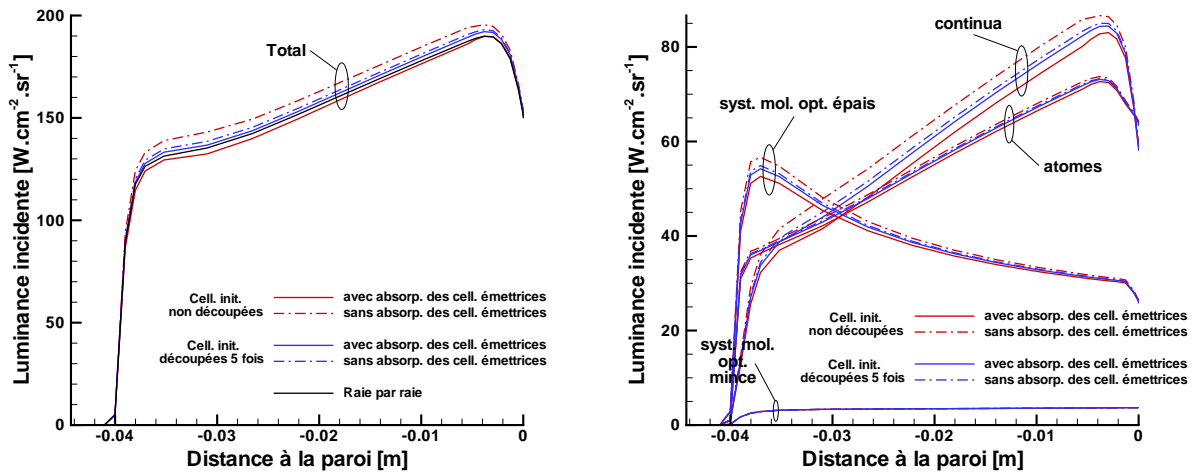 Luminance incidente [W.cm-2.sr-1]
200
150
100
50
0
-0.04
-0.03
-0.02
-0.01
0
Distance à la paroi [m]
Total
Cell. init.
non découpées
avec absorp. des cell. émettrices
sans absorp. des cell. émettrices
Cell. init.
découpées 5 fois
avec absorp. des cell. émettrices
sans absorp. des cell. émettrices
Raie par raie
Luminance incidente [W.cm-2.sr-1]
80
60
40
20
0
-0.04
-0.03
-0.02
-0.01
0
Distance à la paroi [m]
continua
syst. mol. opt. épais
atomes
syst. mol.
opt.
mince
Cell. init.
non découpées
avec absorp. des cell. émettrices
sans absorp. des cell. émettrices
Cell. init.
découpées 5 fois
avec absorp. des cell. émettrices
sans absorp. des cell. émettrices